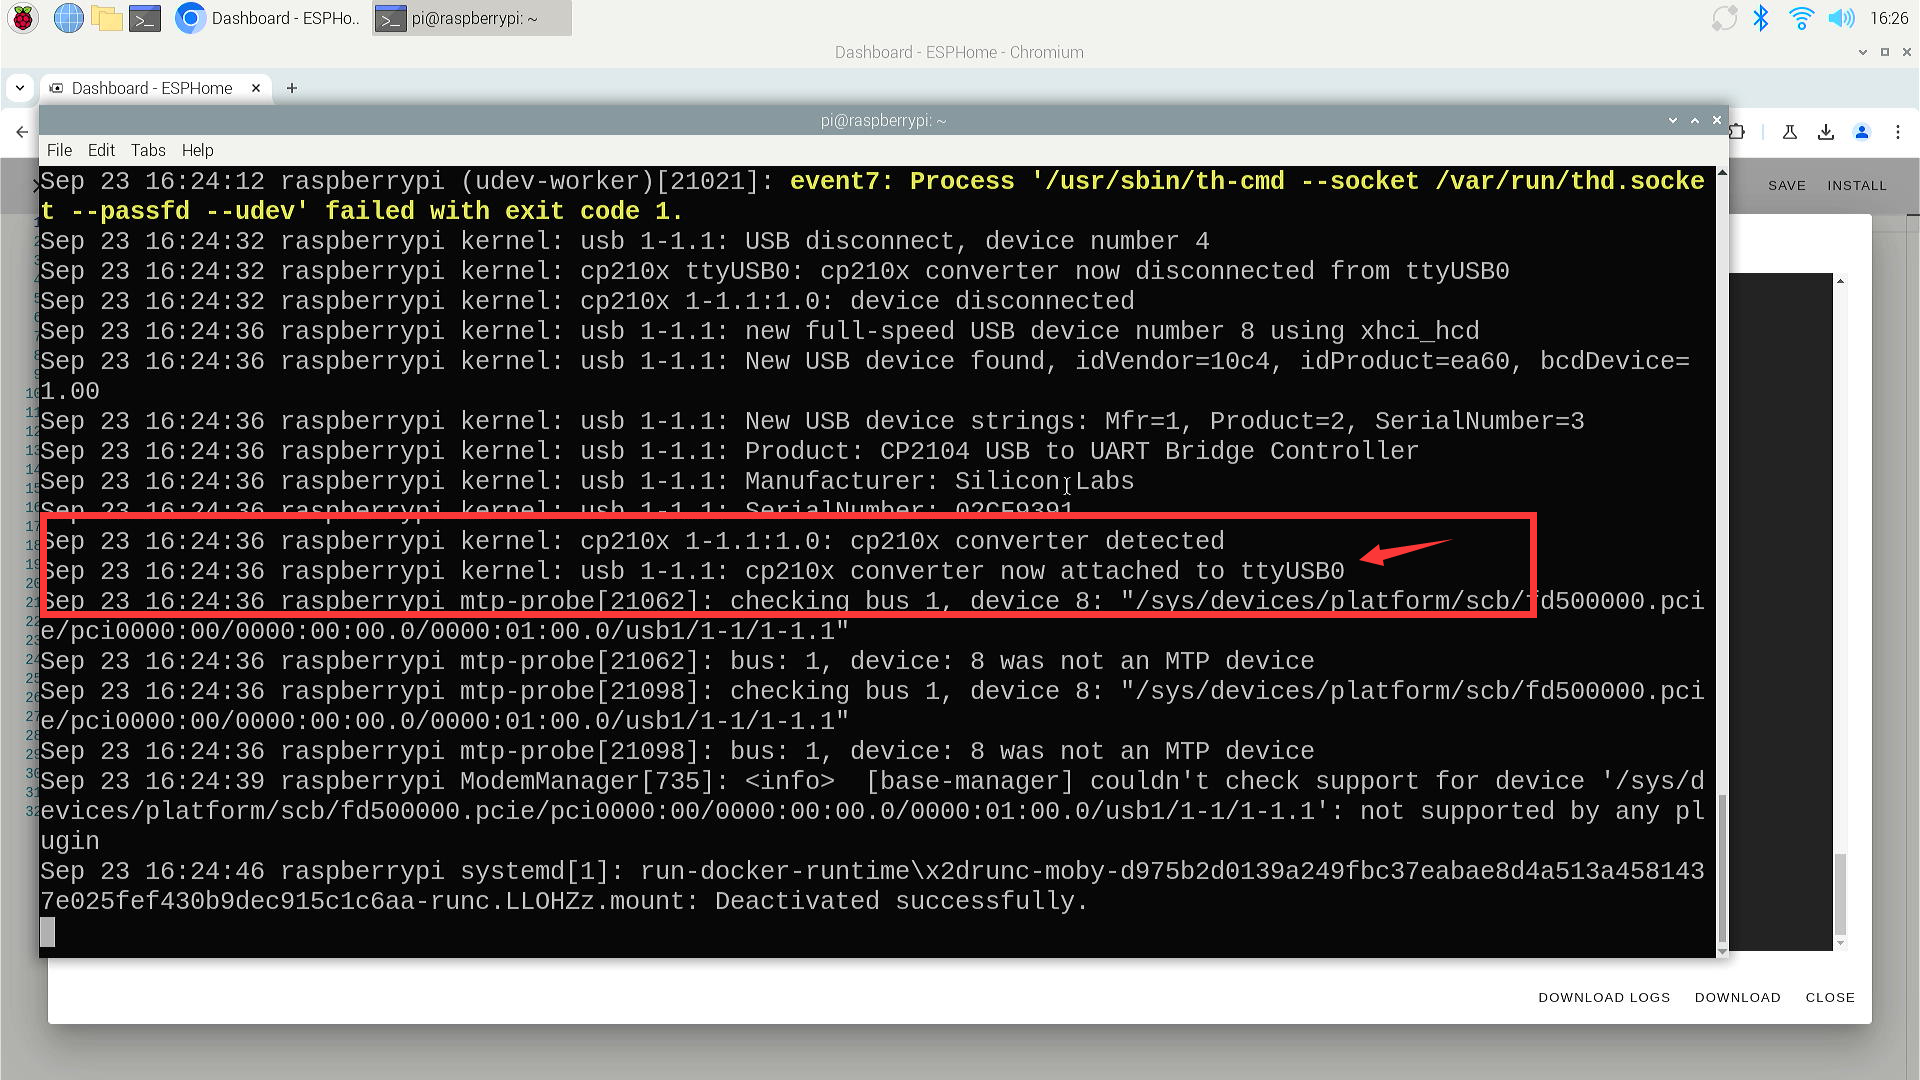 Dashboard - ESPHo.. pi@raspberrypi: ~ 16:26
Dashboard - ESPHome - Chromium
Dashboard - ESPHome
pi@raspberrypi: ~
File Edit Tabs Help
SAVE INSTALL
Sep 23 16:24:12 raspberrypi (udev-worker)[21021]: event7: Process '/usr/sbin/th-cmd --socket /var/run/thd.socke
t --passfd --udev' failed with exit code 1.
Sep 23 16:24:32 raspberrypi kernel: usb 1-1.1: USB disconnect, device number 4
Sep 23 16:24:32 raspberrypi kernel: cp210x ttyUSB0: cp210x converter now disconnected from ttyUSB0
Sep 23 16:24:32 raspberrypi kernel: cp210x 1-1.1:1.0: device disconnected
Sep 23 16:24:36 raspberrypi kernel: usb 1-1.1: new full-speed USB device number 8 using xhci_hcd
Sep 23 16:24:36 raspberrypi kernel: usb 1-1.1: New USB device found, idVendor=10c4, idProduct=ea60, bcdDevice=
1.00
Sep 23 16:24:36 raspberrypi kernel: usb 1-1.1: New USB device strings: Mfr=1, Product=2, SerialNumber=3
Sep 23 16:24:36 raspberrypi kernel: usb 1-1.1: Product: CP2104 USB to UART Bridge Controller
Sep 23 16:24:36 raspberrypi kernel: usb 1-1.1: Manufacturer: Silicon Labs
Sep 23 16:24:36 raspberrypi kernel: usb 1-1.1: SerialNumber: 02CF9391
Sep 23 16:24:36 raspberrypi kernel: cp210x 1-1.1:1.0: cp210x converter detected
Sep 23 16:24:36 raspberrypi kernel: usb 1-1.1: cp210x converter now attached to ttyUSB0
Sep 23 16:24:36 raspberrypi mtp-probe[21062]: checking bus 1, device 8: "/sys/devices/platform/scb/fd500000.pci
e/pci0000:00/0000:00:00.0/0000:01:00.0/usb1/1-1/1-1.1"
Sep 23 16:24:36 raspberrypi mtp-probe[21062]: bus: 1, device: 8 was not an MTP device
Sep 23 16:24:36 raspberrypi mtp-probe[21098]: checking bus 1, device 8: "/sys/devices/platform/scb/fd500000.pci
e/pci0000:00/0000:00:00.0/0000:01:00.0/usb1/1-1/1-1.1"
Sep 23 16:24:36 raspberrypi mtp-probe[21098]: bus: 1, device: 8 was not an MTP device
Sep 23 16:24:39 raspberrypi ModemManager[735]: <info>  [base-manager] couldn't check support for device '/sys/d
evices/platform/scb/fd500000.pcie/pci0000:00/0000:00:00.0/0000:01:00.0/usb1/1-1/1-1.1': not supported by any pl
ugin
Sep 23 16:24:46 raspberrypi systemd[1]: run-docker-runtime\x2drunc-moby-d975b2d0139a249fbc37eabae8d4a513a458143
7e025fef430b9dec915c1c6aa-runc.LLOHZz.mount: Deactivated successfully.
DOWNLOAD LOGS DOWNLOAD CLOSE